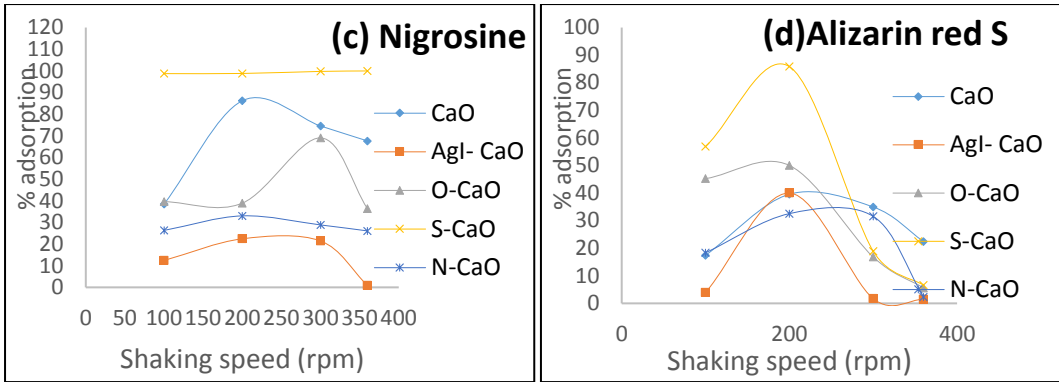 (c) Nigrosine
% adsorption
120
110
100
90
80
70
60
50
40
30
20
10
0
0 50 100 150 200 250 300 350 400
Shaking speed (rpm)
CaO
AgI- CaO
O-CaO
S-CaO
N-CaO
(d)Alizarin red S
% adsorption
100
90
80
70
60
50
40
30
20
10
0
0 200 400
Shaking speed (rpm)
CaO
AgI- CaO
O-CaO
S-CaO
N-CaO